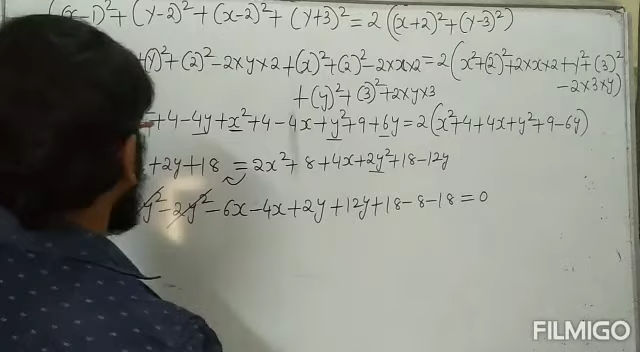 (x-1)²+(y-2)²+(x-2)²+(y+3)²=2((x+2)²+(y-3)²)
(y)²+(2)²-2xy×2+(x)²+(2)²-2×x×2=2(x²+(2)²+2×x×2+y²+(3)²
+(y)²+(3)²+2×y×3
-2×3×y)
+4-4y+x²+4-4x+y²+9+6y=2(x²+4+4x+y²+9-6y)
+2y+18=2x²+8+4x+2y²+18-12y
y²-2y²-6x-4x+2y+12y+18-8-18=0
FILMIGO